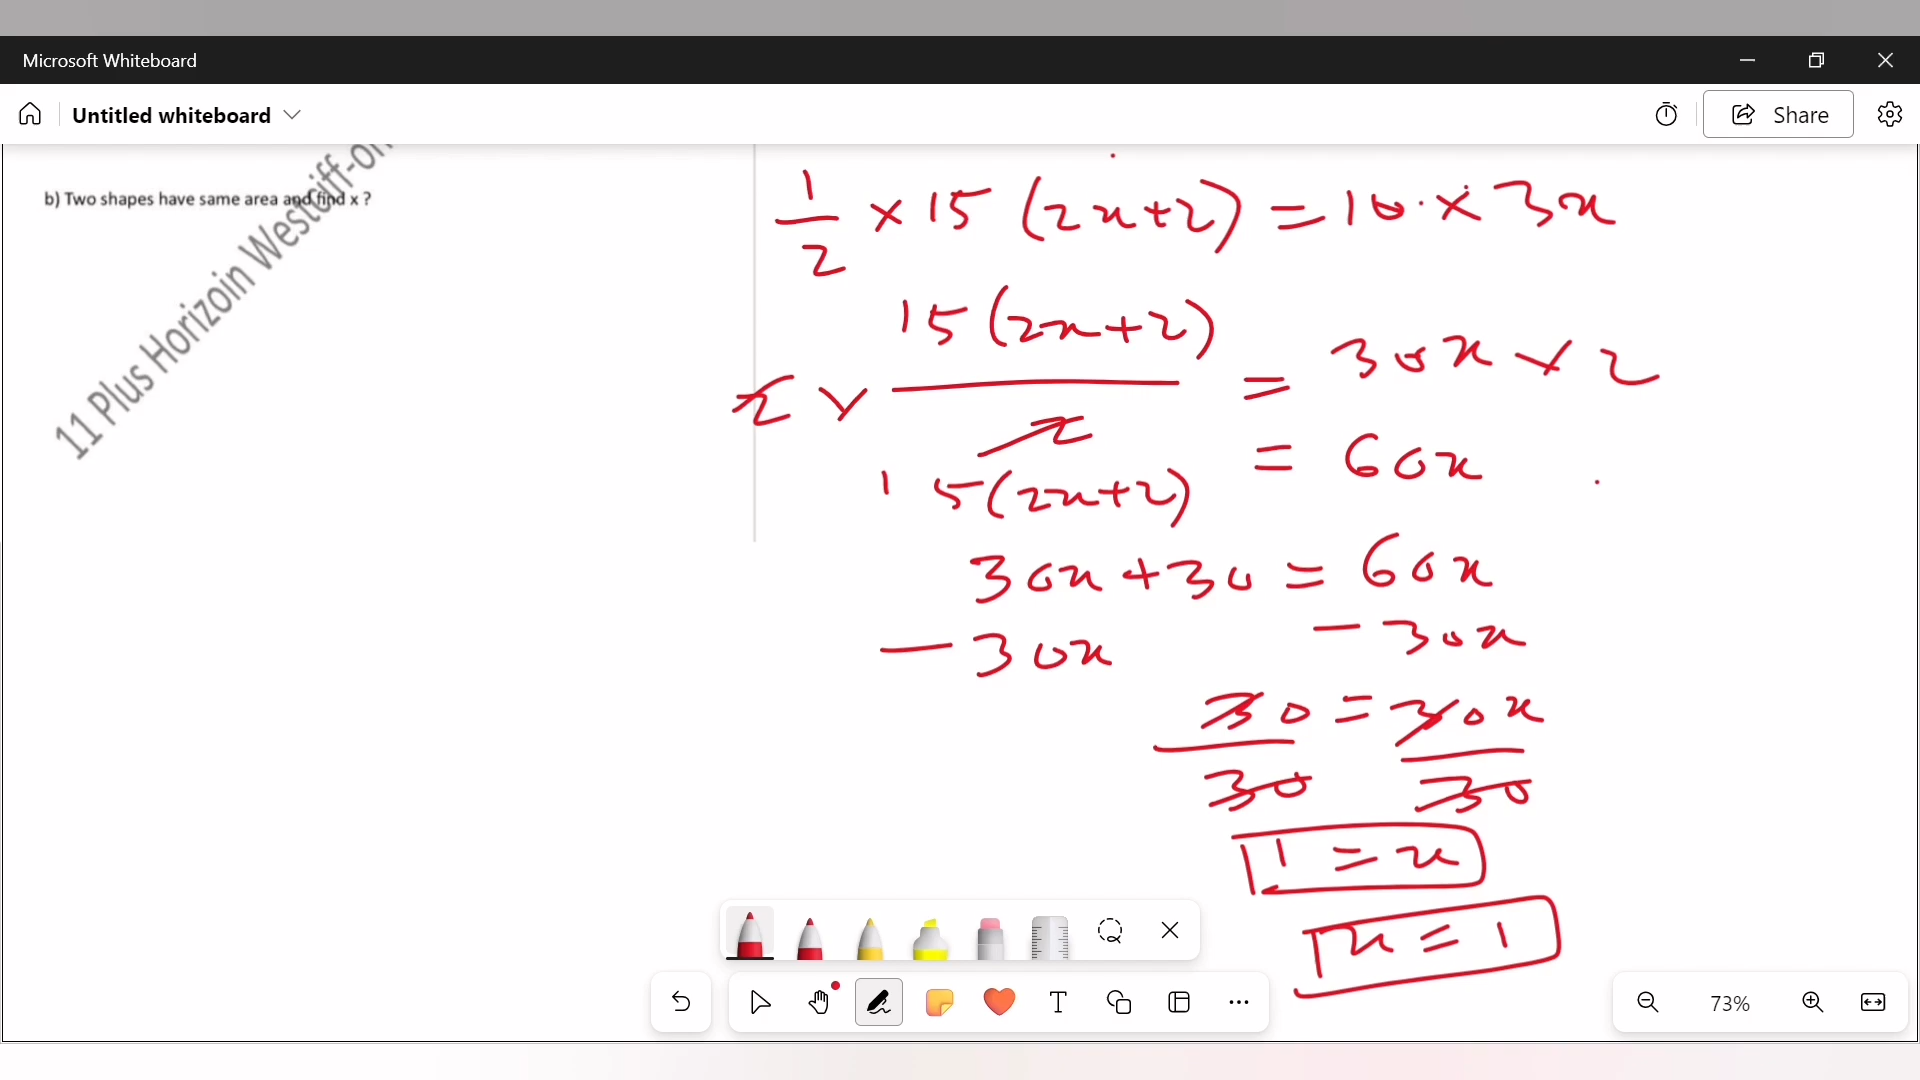 Microsoft Whiteboard
Untitled whiteboard
Share
b) Two shapes have same area and find x ?
11 Plus Horizoin Westcliff-on
1/2 × 15 (2x+2) = 10 × 3x
2 × 15(2x+2)/2 = 30x × 2
15(2x+2) = 60x
30x + 30 = 60x
- 30x - 30x
30/30 = 30x/30
1 = x
x = 1
T
73%